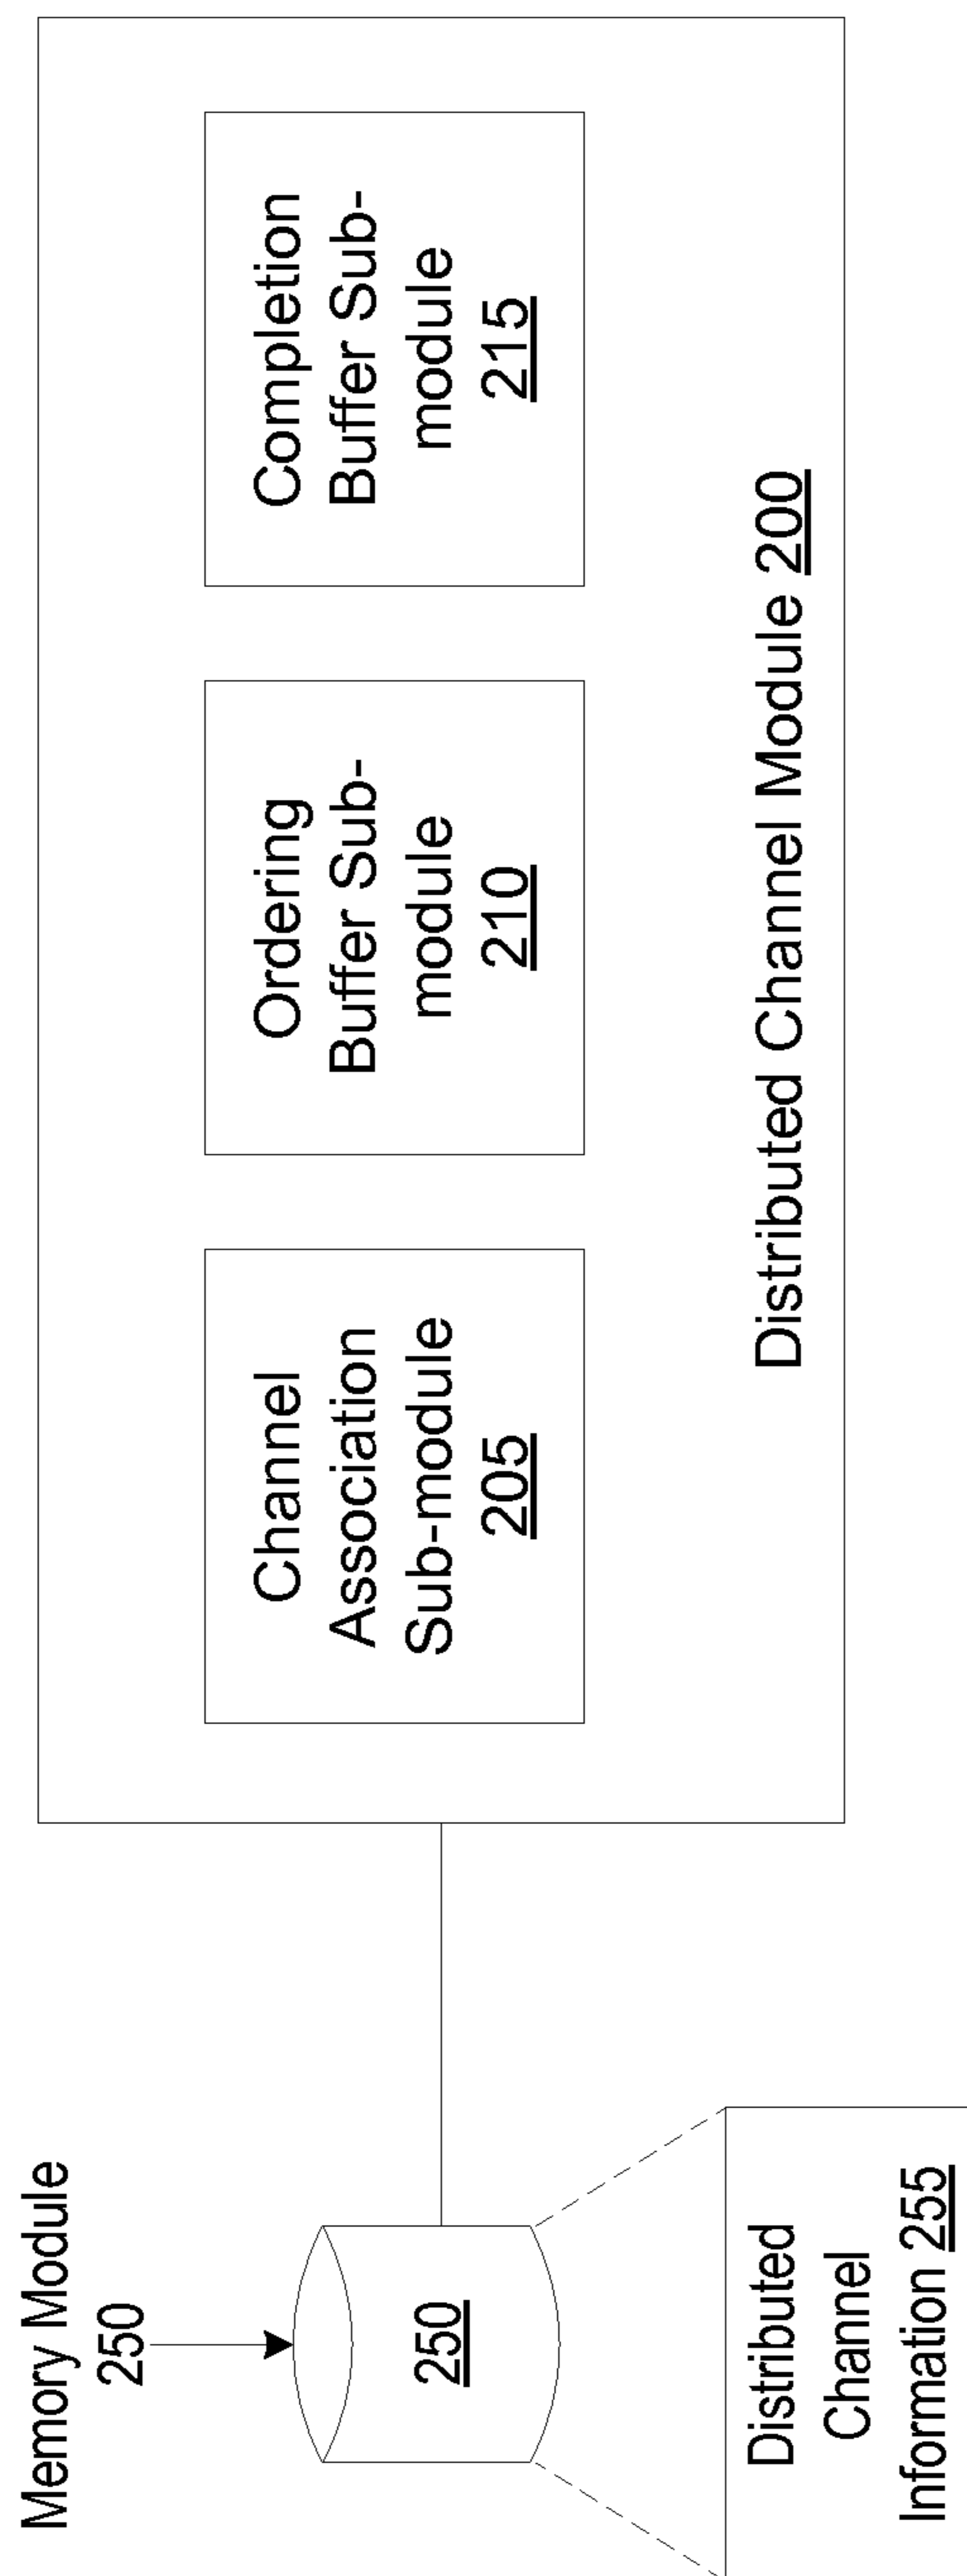 Memory Module
250
250
Distributed
Channel
Information 255
Channel
Association
Sub-module
205
Ordering
Buffer Sub-
module
210
Completion
Buffer Sub-
module
215
Distributed Channel Module 200